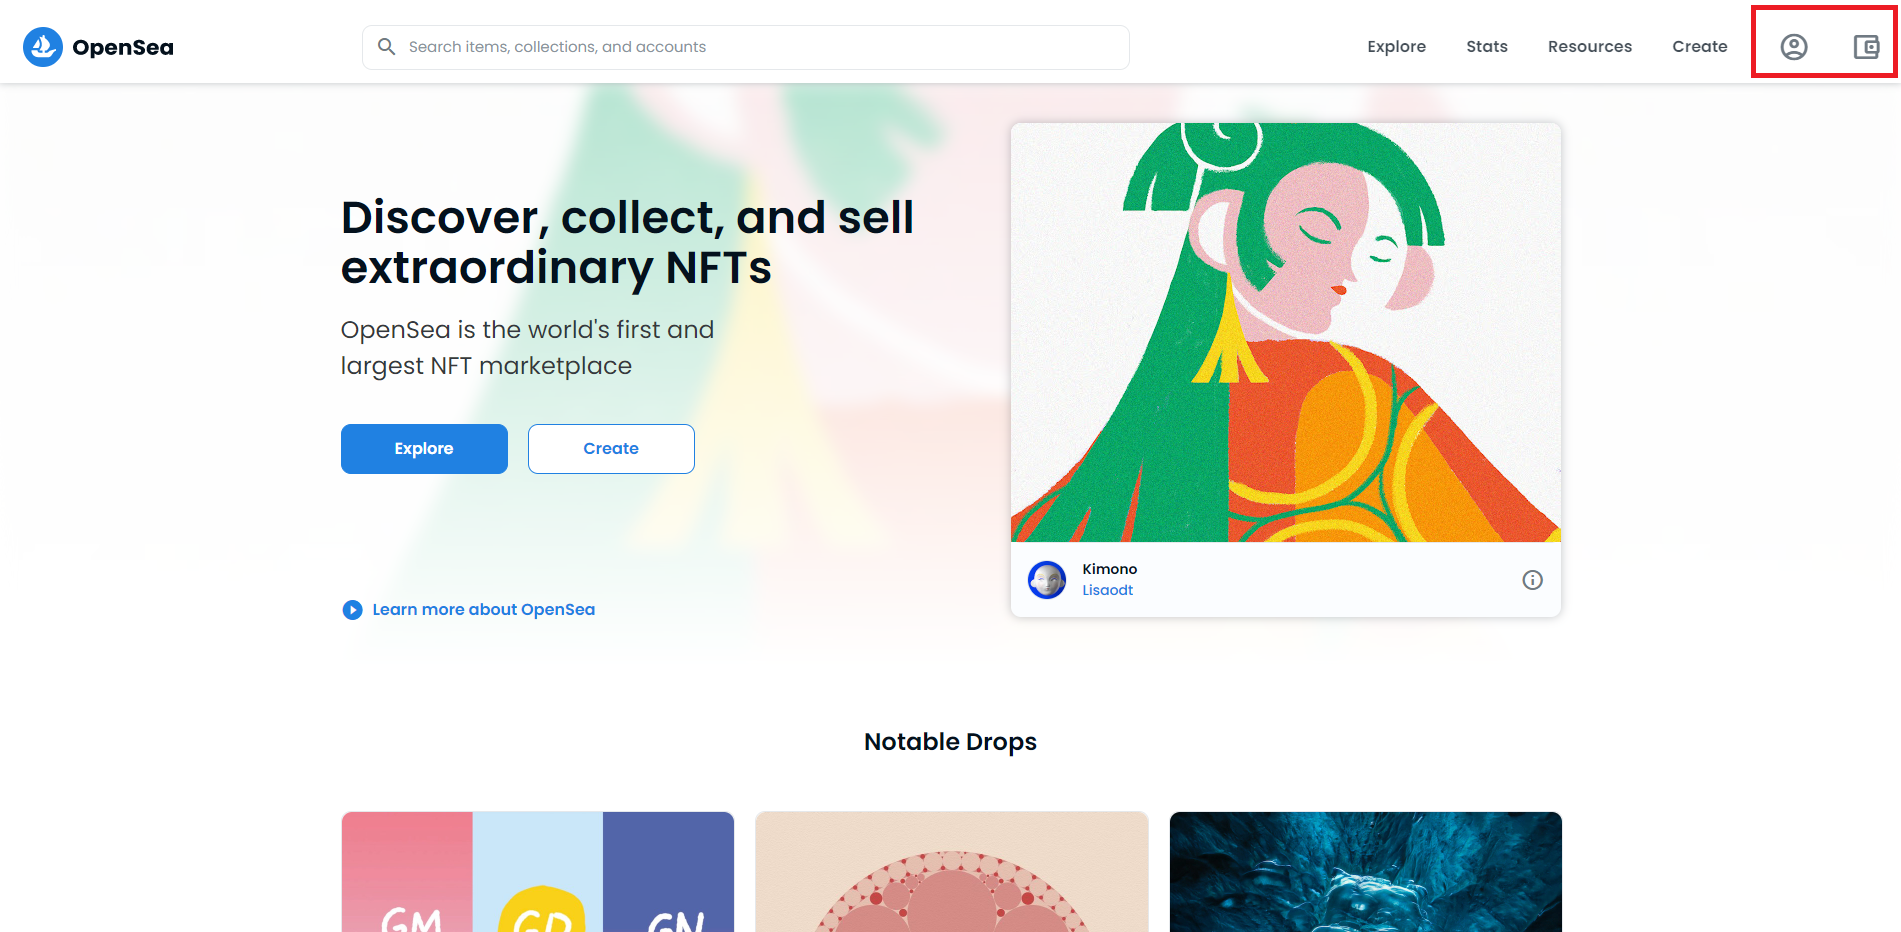 OpenSea
Search items, collections, and accounts
Explore
Stats
Resources
Create
Discover, collect, and sell
extraordinary NFTs
OpenSea is the world's first and
largest NFT marketplace
Explore
Create
Learn more about OpenSea
Kimono
Lisaodt
Notable Drops
GM
GD
GN